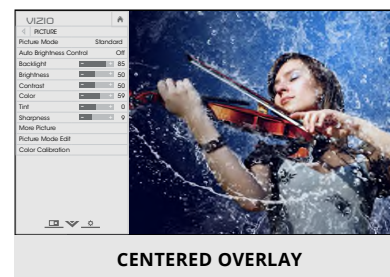 VIZIO
PICTURE
Picture Mode Standard
Auto Brightness Control Off
Backlight 85
Brightness 50
Contrast 50
Color 59
Tint 0
Sharpness 9
More Picture
Picture Mode Edit
Color Calibration
CENTERED OVERLAY